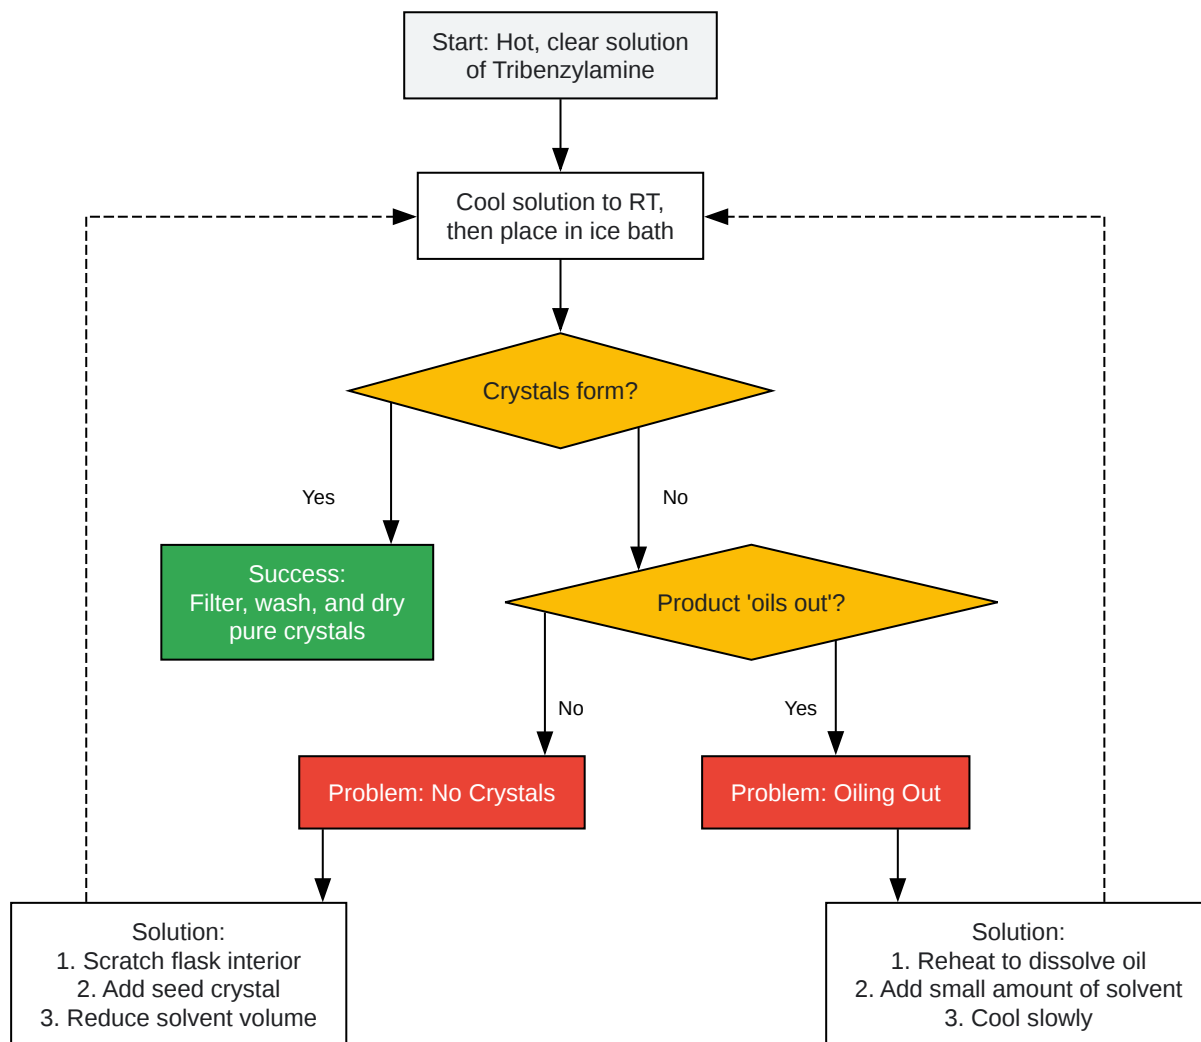 Start: Hot, clear solution
of Tribenzylamine
Cool solution to RT,
then place in ice bath
Crystals form?
Yes
No
Success:
Filter, wash, and dry
pure crystals
Product 'oils out'?
No
Yes
Problem: No Crystals
Problem: Oiling Out
Solution:
1. Scratch flask interior
2. Add seed crystal
3. Reduce solvent volume
Solution:
1. Reheat to dissolve oil
2. Add small amount of solvent
3. Cool slowly